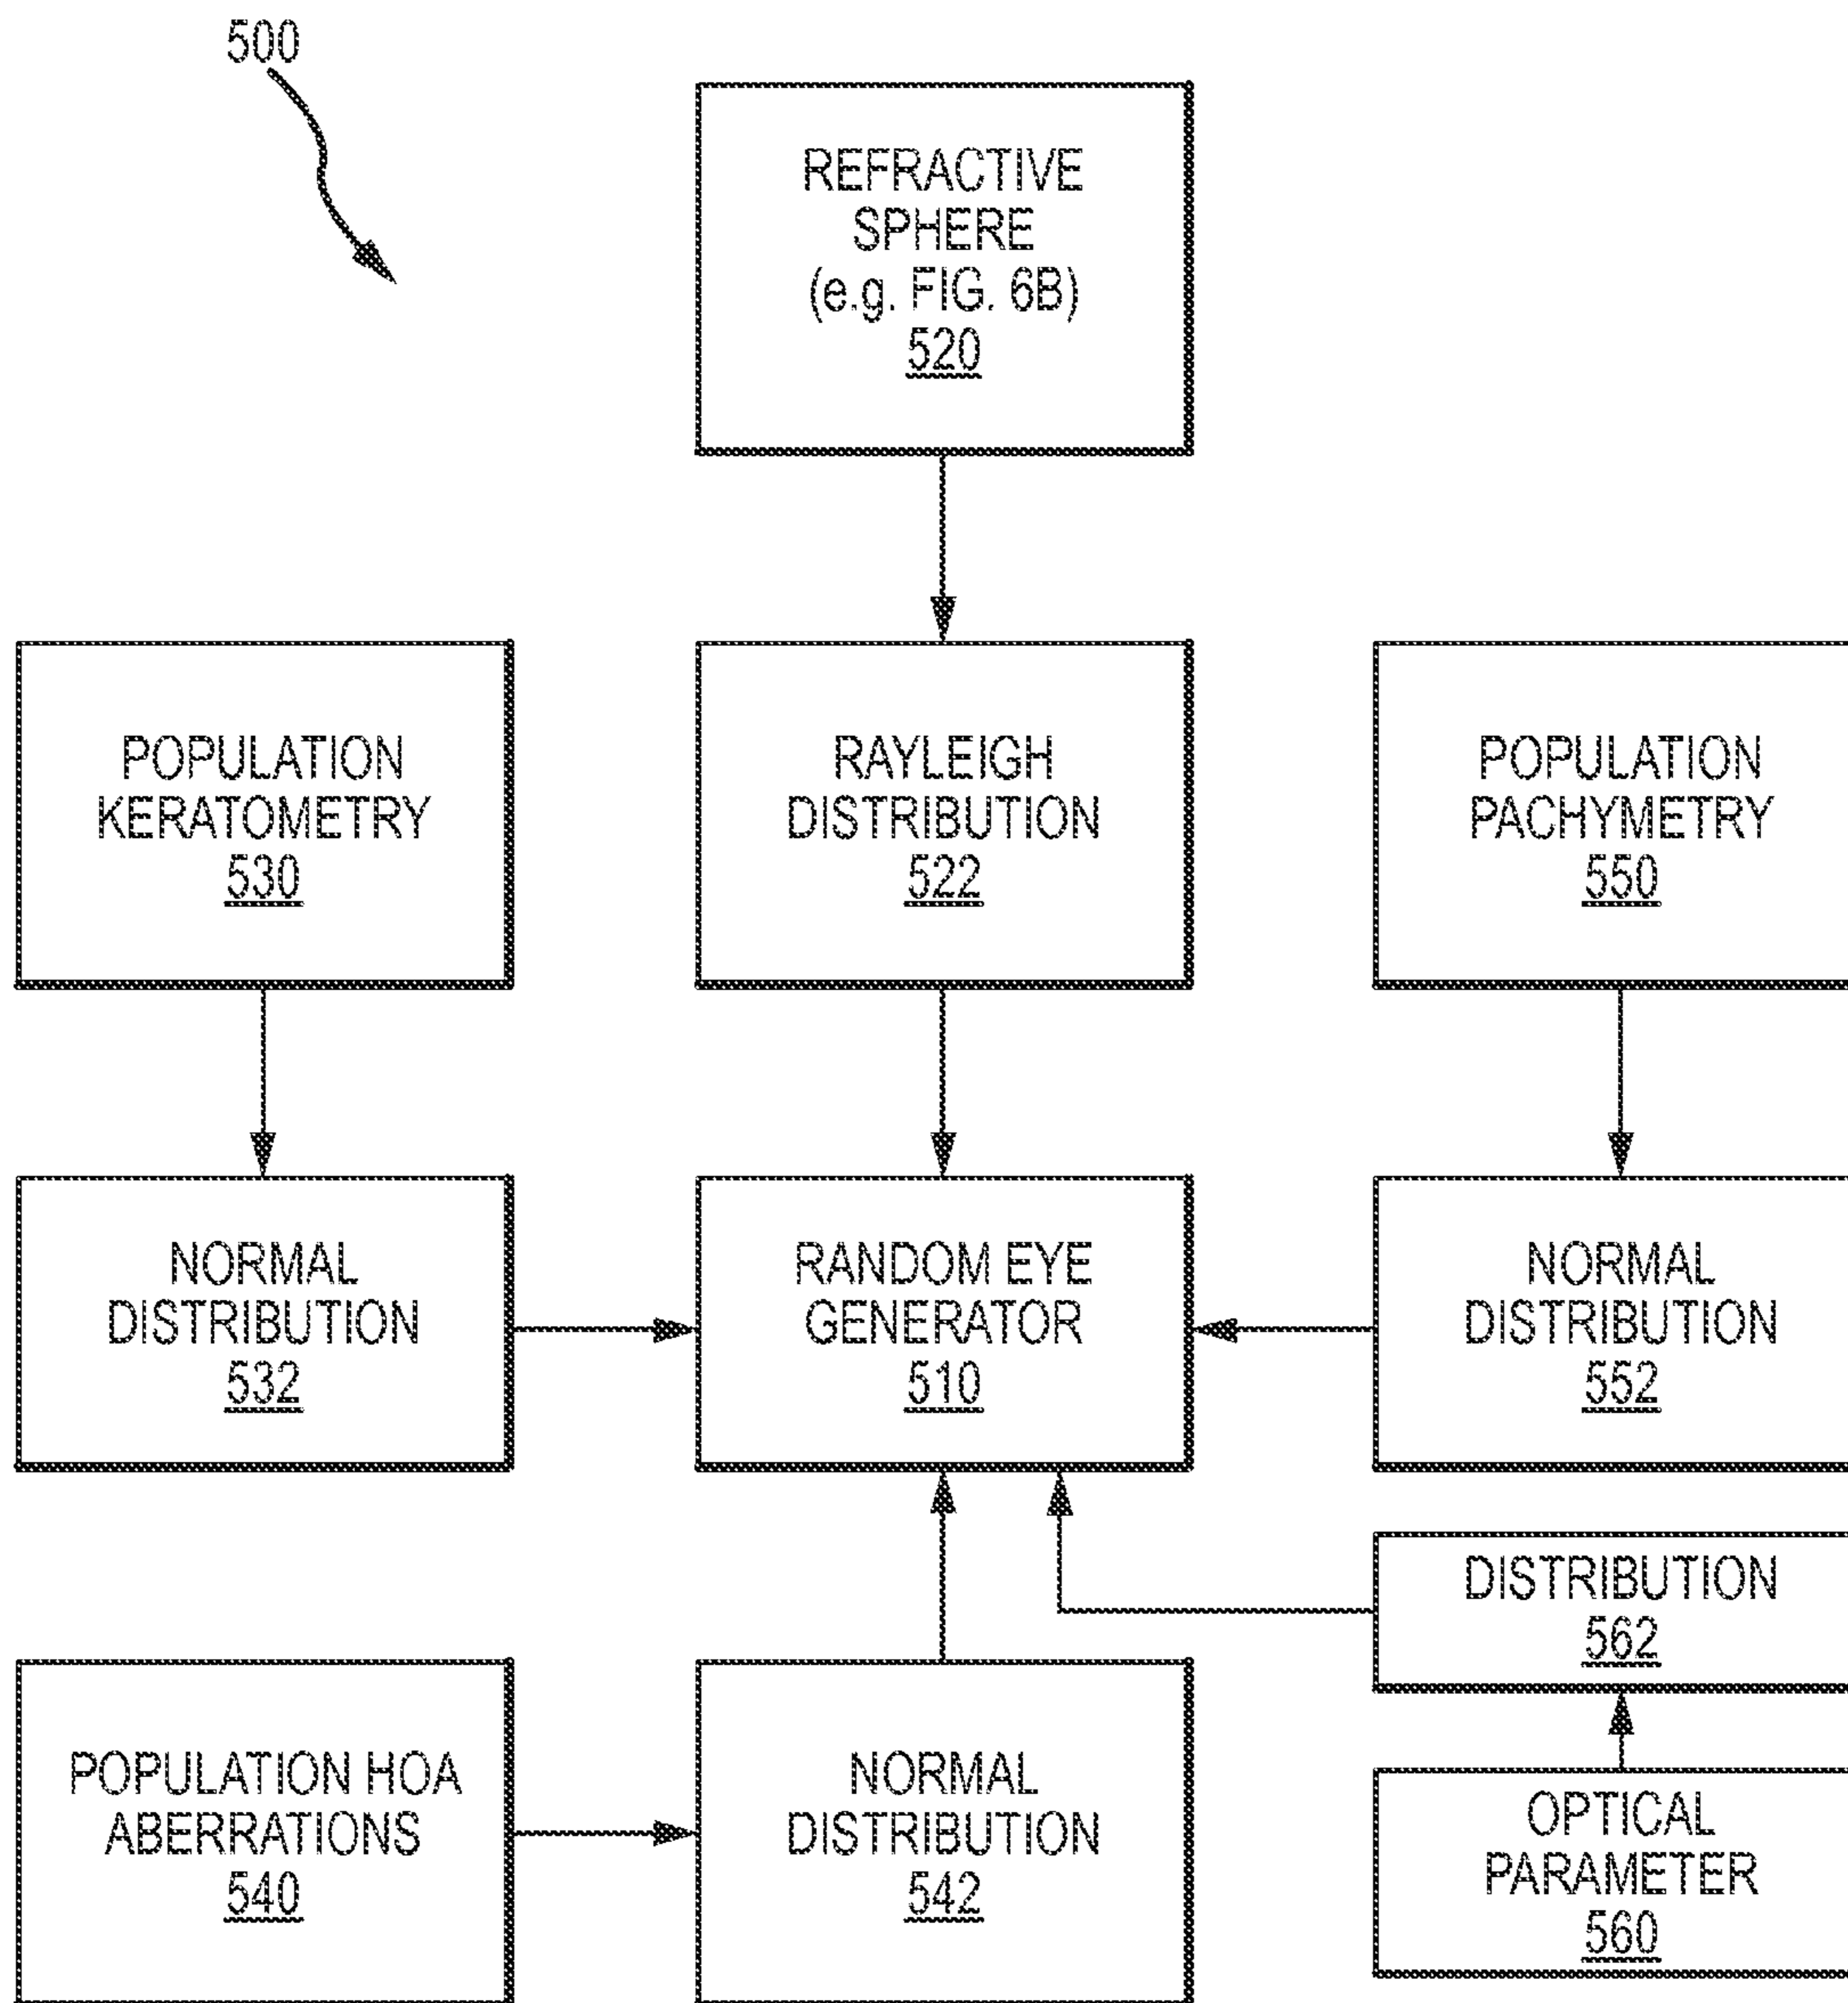 500
REFRACTIVE
SPHERE
(e.g. FIG. 6B)
520
POPULATION
KERATOMETRY
530
RAYLEIGH
DISTRIBUTION
522
POPULATION
PACHYMETRY
550
NORMAL
DISTRIBUTION
532
RANDOM EYE
GENERATOR
510
NORMAL
DISTRIBUTION
552
DISTRIBUTION
562
POPULATION HOA
ABERRATIONS
540
NORMAL
DISTRIBUTION
542
OPTICAL
PARAMETER
560